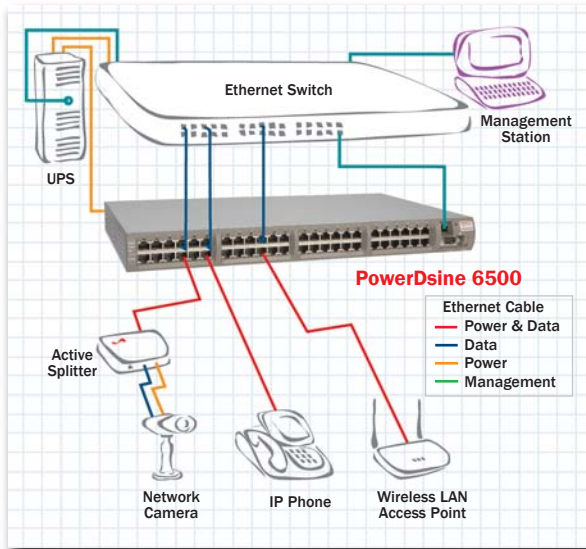 Ethernet Switch
Management
Station
UPS
PowerDsine 6500
Ethernet Cable
Power & Data
Data
Power
Management
Active
Splitter
Network
Camera
IP Phone
Wireless LAN
Access Point